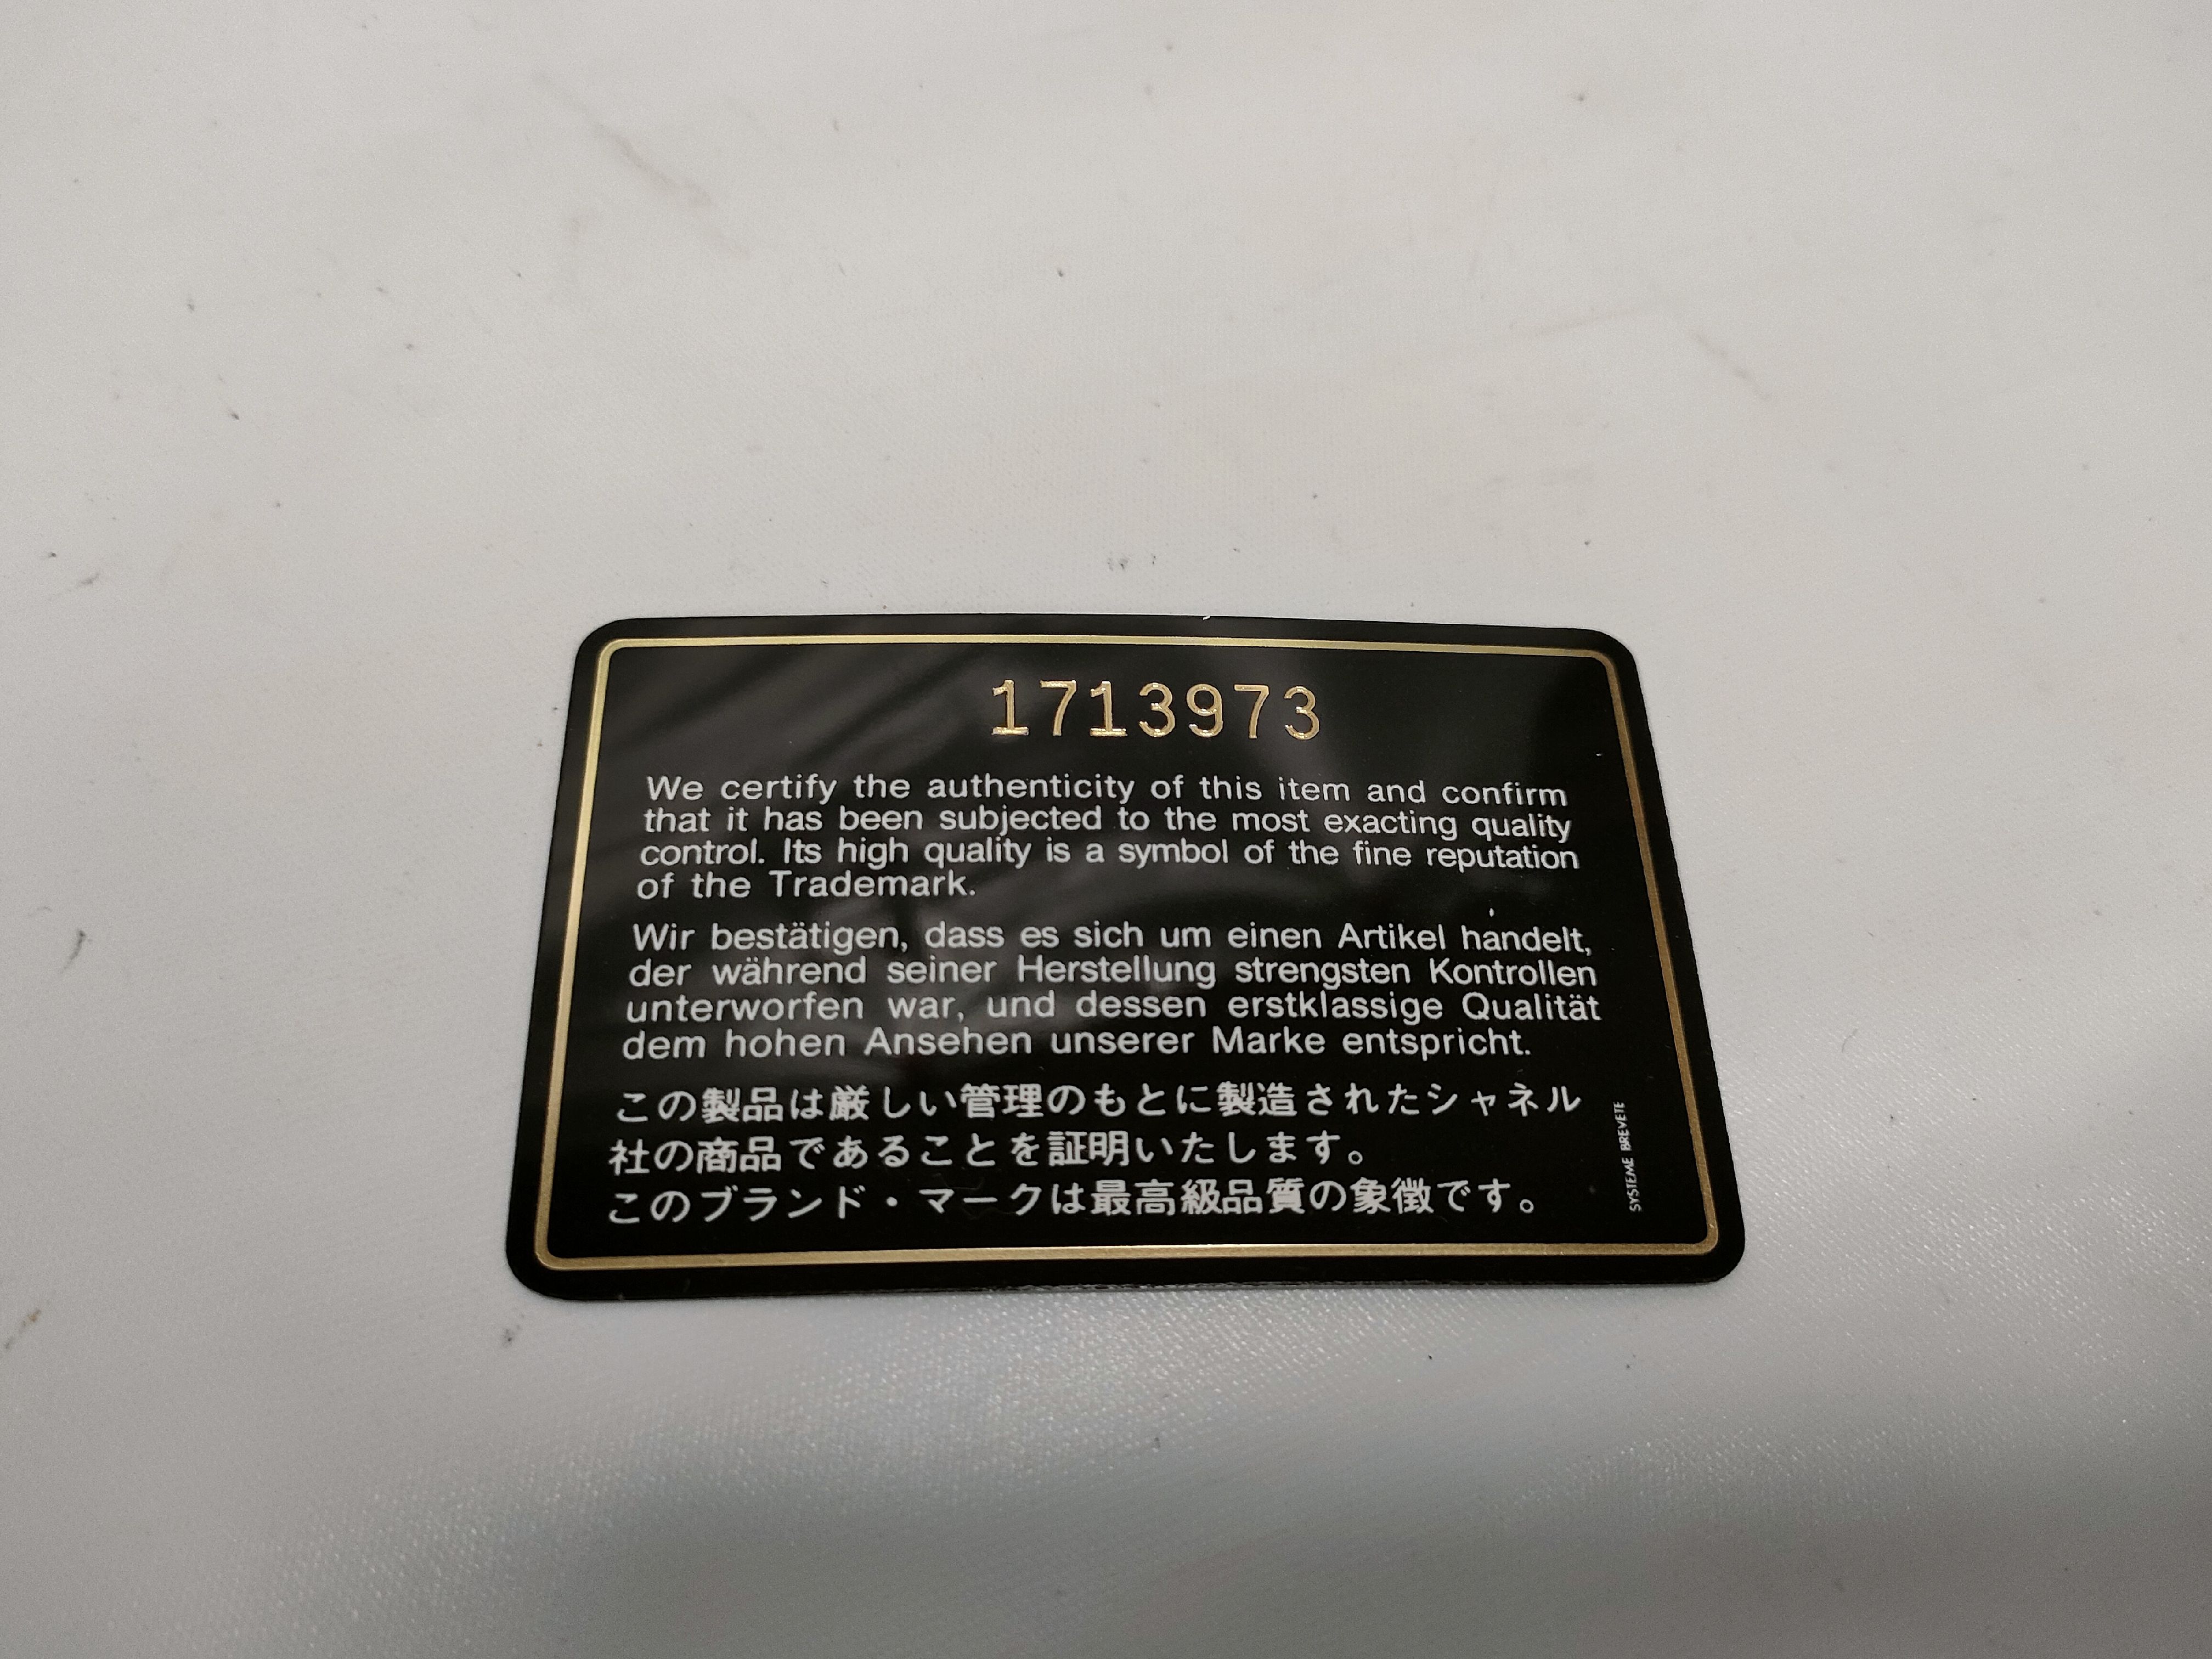 1713973
We certify the authenticity of this item and confirm
that it has been subjected to the most exacting quality
control. Its high quality is a symbol of the fine reputation
of the Trademark.
Wir bestätigen, dass es sich um einen Artikel handelt,
der während seiner Herstellung strengsten Kontrollen
unterworfen war, und dessen erstklassige Qualität
dem hohen Ansehen unserer Marke entspricht.
この製品は厳しい管理のもとに製造されたシャネル
社の商品であることを証明いたします。
このブランド・マークは最高級品質の象徴です。
SYSTEME BREVETE